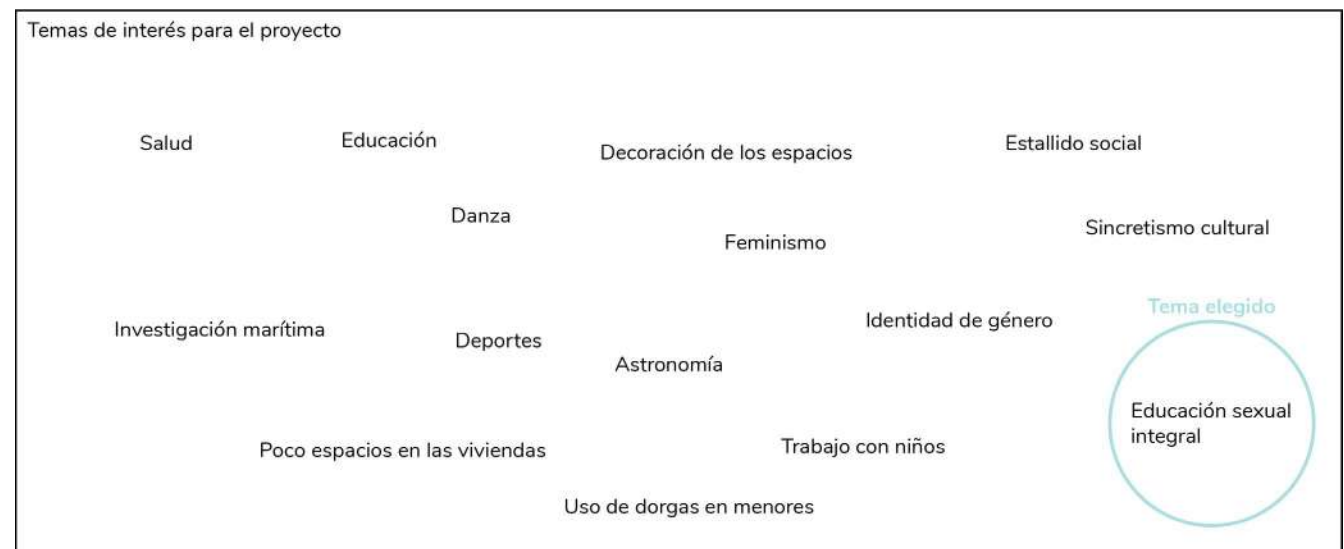 Temas de interés para el proyecto
Salud
Educación
Decoración de los espacios
Estallido social
Danza
Feminismo
Sincretismo cultural
Investigación marítima
Deportes
Astronomía
Identidad de género
Tema elegido
Educación sexual
integral
Poco espacios en las viviendas
Trabajo con niños
Uso de dorgas en menores